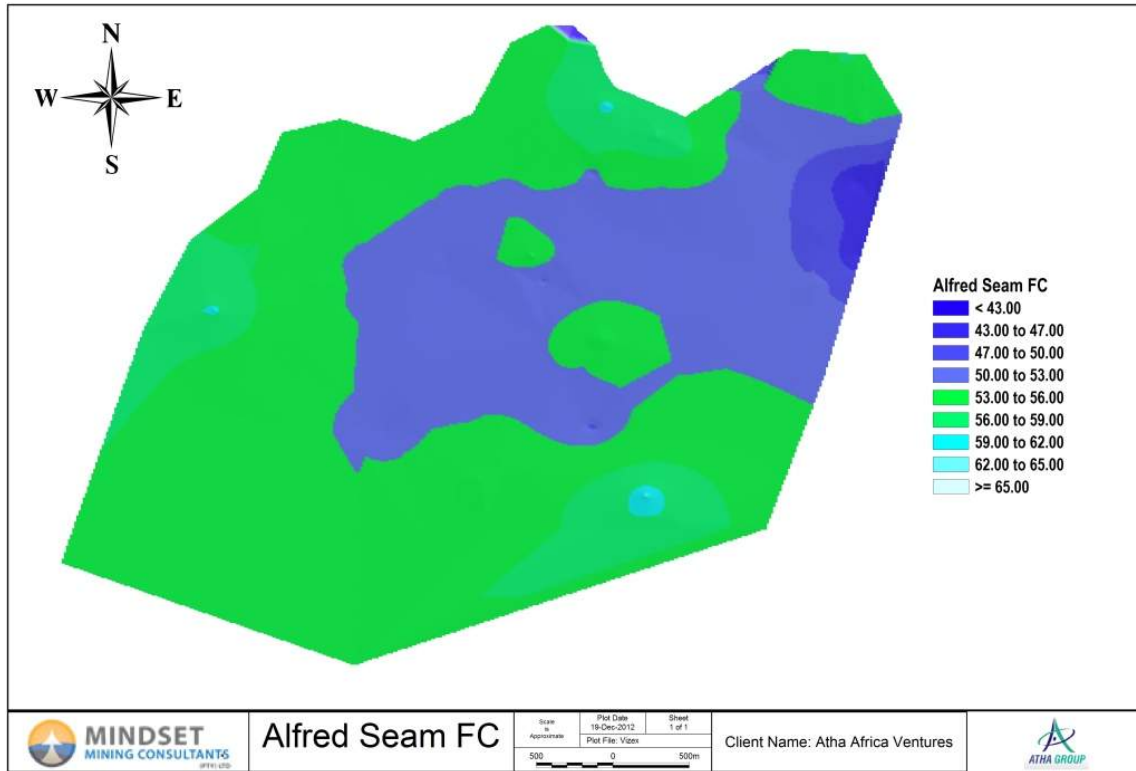 N
W E
S
Alfred Seam FC
< 43.00
43.00 to 47.00
47.00 to 50.00
50.00 to 53.00
53.00 to 56.00
56.00 to 59.00
59.00 to 62.00
62.00 to 65.00
>= 65.00
MINDSET
MINING CONSULTANTS
(PTY) LTD
Alfred Seam FC
Scale
is
Approximate
Plot Date
19-Dec-2012
Sheet
1 of 1
Plot File: Vizex
500 0 500m
Client Name: Atha Africa Ventures
ATHA GROUP